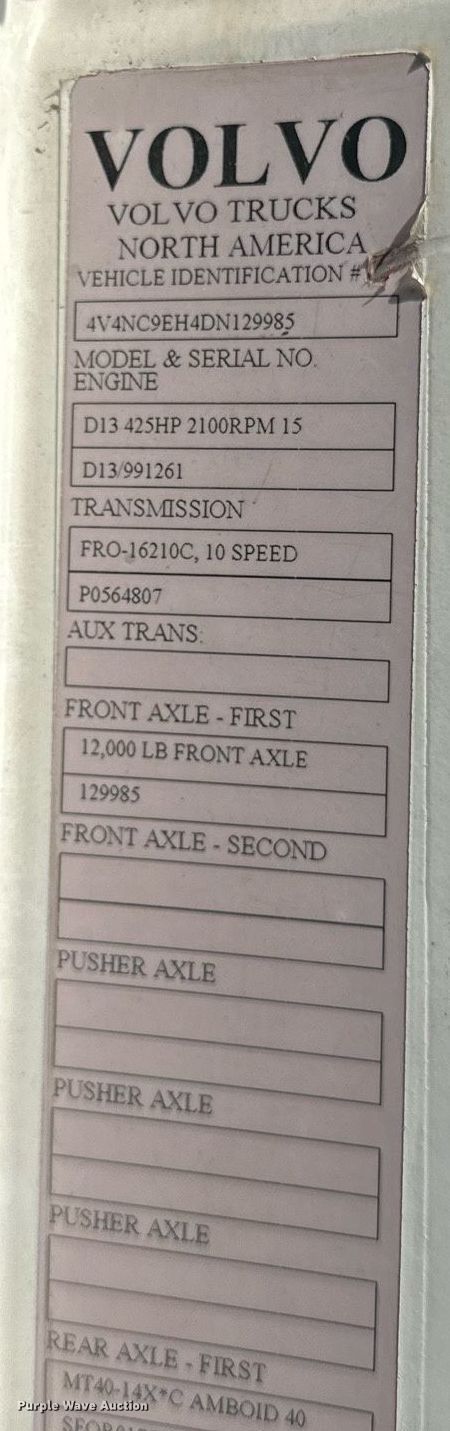 VOLVO
VOLVO TRUCKS
NORTH AMERICA
VEHICLE IDENTIFICATION #
4V4NC9EH4DN129985
MODEL & SERIAL NO.
ENGINE
D13 425HP 2100RPM 15
D13/991261
TRANSMISSION
FRO-16210C, 10 SPEED
P0564807
AUX TRANS:
FRONT AXLE - FIRST
12,000 LB FRONT AXLE
129985
FRONT AXLE - SECOND
PUSHER AXLE
PUSHER AXLE
PUSHER AXLE
REAR AXLE - FIRST
MT40-14X*C AMBOID 40
Purple Wave Auction